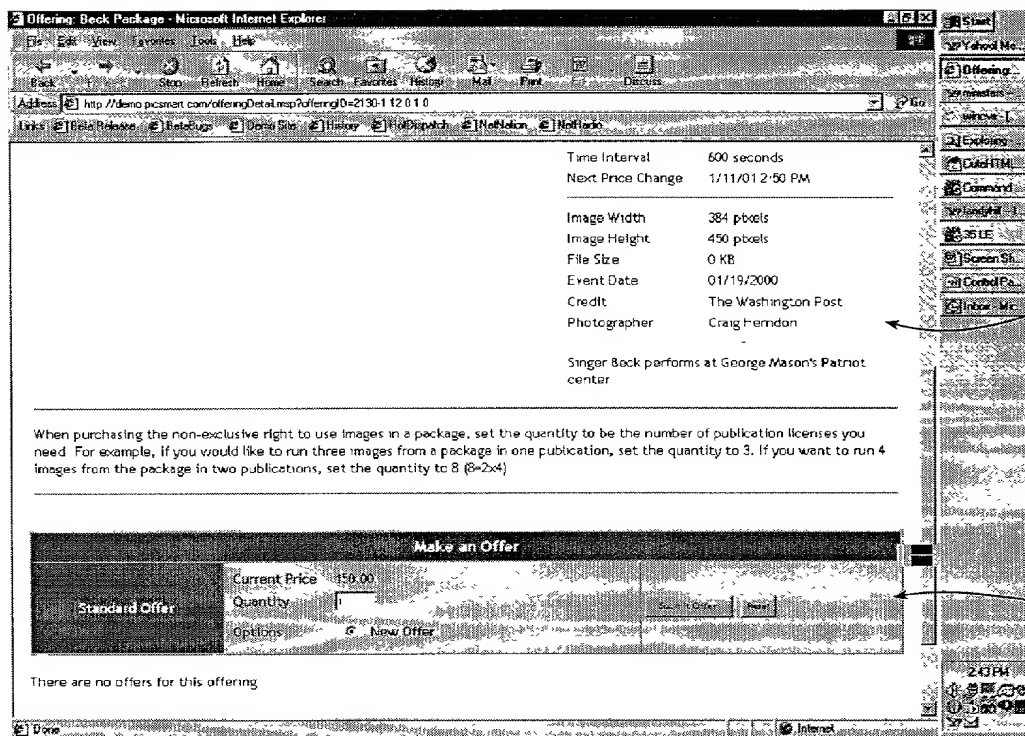 Offering: Beck Package - Microsoft Internet Explorer
File Edit View Favorites Tools Help
Back Stop Refresh Home Search Favorites History Mail Print Discuss
Address http://demo picsmart com/offeringDetail.msp?offeringID=2130-1 12 0 1 0 Go
Links Beta Release BetaBugs Demo Site History HotDispatch NetNation NetRadio
Time Interval 600 seconds
Next Price Change 1/11/01 2:50 PM
Image Width 384 pixels
Image Height 450 pixels
File Size 0 KB
Event Date 01/19/2000
Credit The Washington Post
Photographer Craig Herndon
-
Singer Beck performs at George Mason's Patriot
center
When purchasing the non-exclusive right to use images in a package, set the quantity to be the number of publication licenses you
need For example, if you would like to run three images from a package in one publication, set the quantity to 3. If you want to run 4
images from the package in two publications, set the quantity to 8 (8=2x4)
Make an Offer
Standard Offer
Current Price 150.00
Quantity 1
Options New Offer
Submit Offer Reset
There are no offers for this offering
Done Internet
Start
Yahoo! Me...
Offering:...
Exploring
CuteHTML
Command
35 LE
Screen Sh...
Control Pa...
Inbox - Mic
2:43 PM